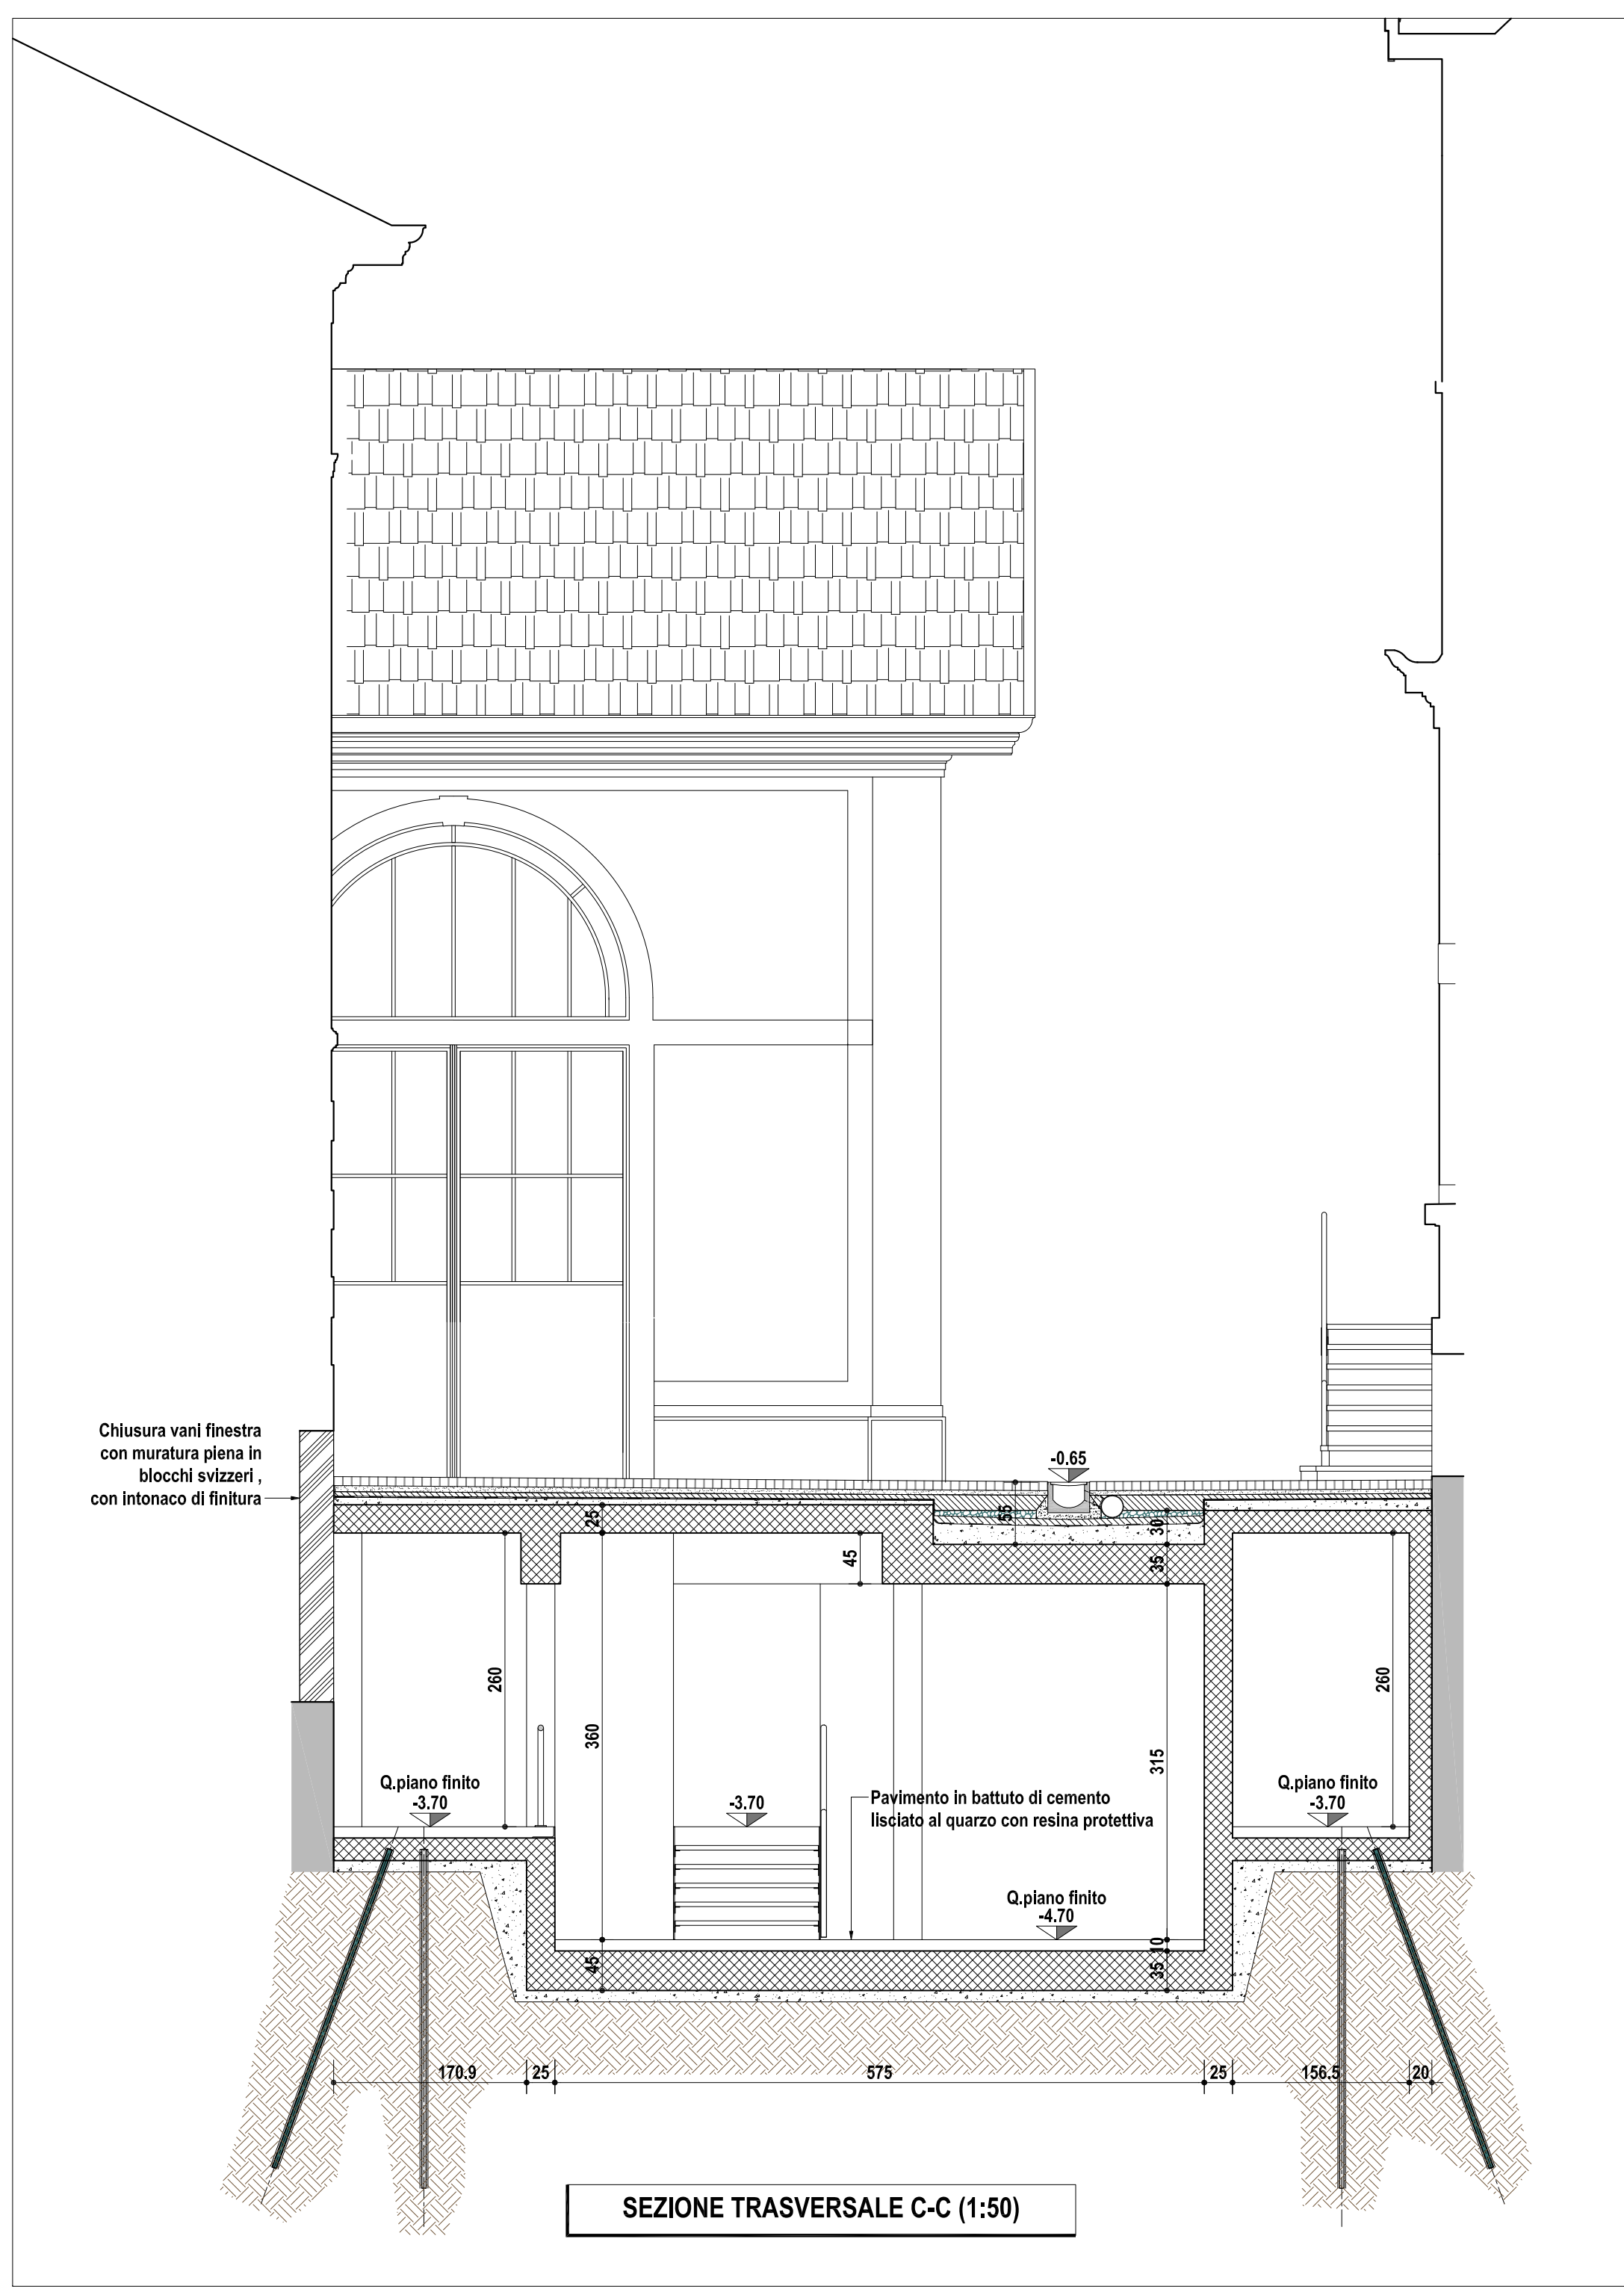 Chiusura vani finestra
con muratura piena in
blocchi svizzeri ,
con intonaco di finitura
-0.65
25
55
30
45
35
260
260
360
315
Q.piano finito
-3.70
-3.70
Q.piano finito
-3.70
Pavimento in battuto di cemento
lisciato al quarzo con resina protettiva
Q.piano finito
-4.70
45
10
35
170.9
25
575
25
156.5
20
SEZIONE TRASVERSALE C-C (1:50)